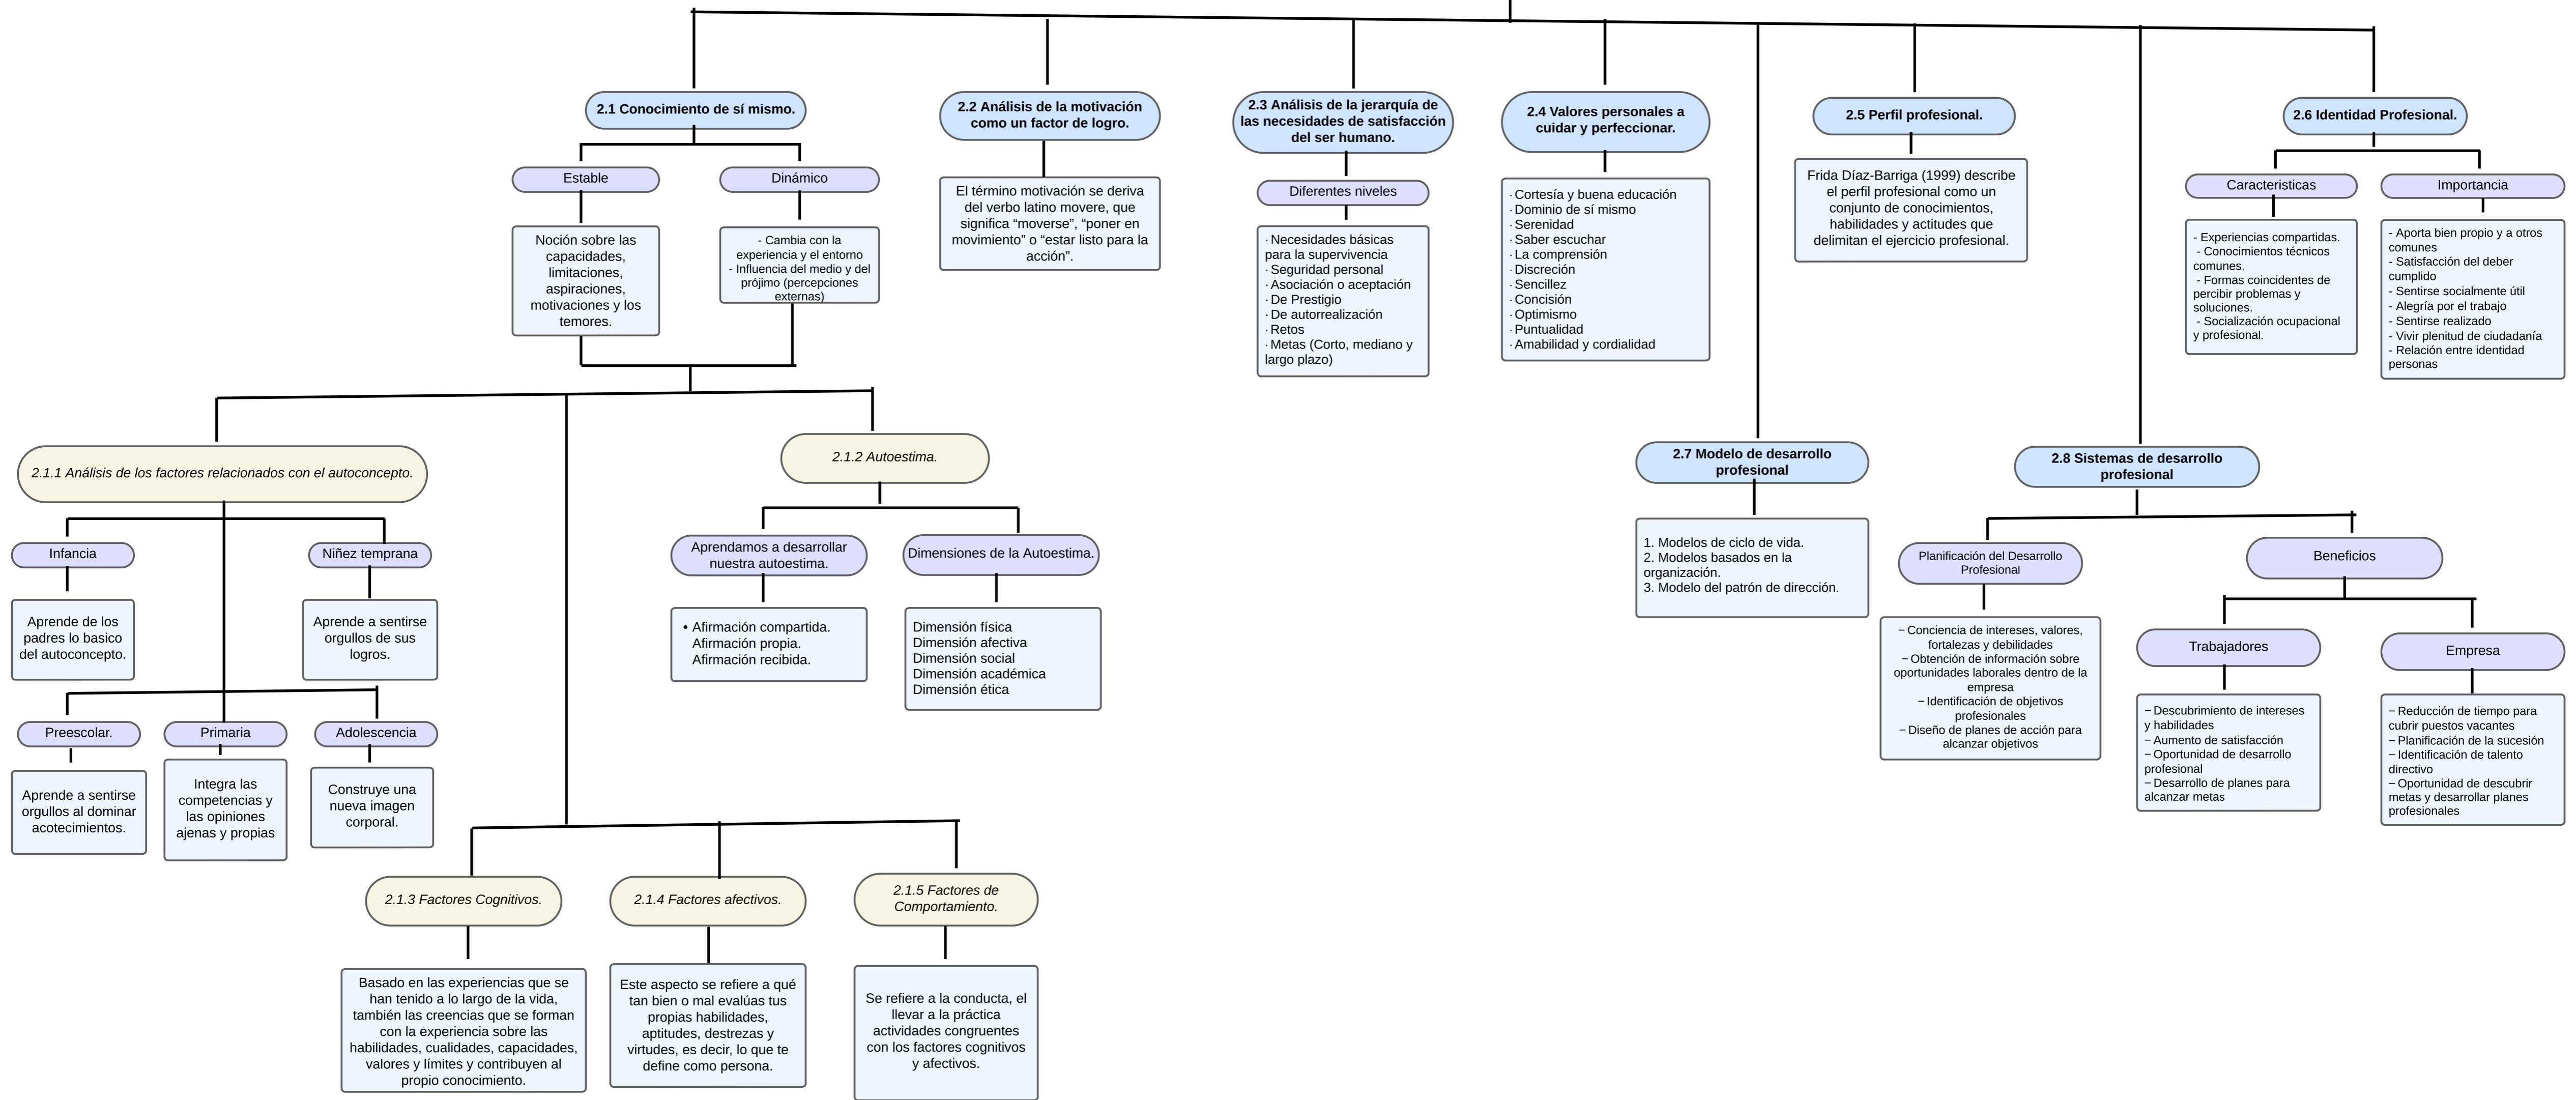 2.1 Conocimiento de sí mismo.
2.2 Análisis de la motivación
como un factor de logro.
2.3 Análisis de la jerarquía de
las necesidades de satisfacción
del ser humano.
2.4 Valores personales a
cuidar y perfeccionar.
2.5 Perfil profesional.
2.6 Identidad Profesional.
Estable
Dinámico
Noción sobre las
capacidades,
limitaciones,
aspiraciones,
motivaciones y los
temores.
- Cambia con la
experiencia y el entorno
- Influencia del medio y del
prójimo (percepciones
externas)
El término motivación se deriva
del verbo latino movere, que
significa “moverse”, “poner en
movimiento” o “estar listo para la
acción”.
Diferentes niveles
· Necesidades básicas
para la supervivencia
· Seguridad personal
· Asociación o aceptación
· De Prestigio
· De autorrealización
· Retos
· Metas (Corto, mediano y
largo plazo)
· Cortesía y buena educación
· Dominio de sí mismo
· Serenidad
· Saber escuchar
· La comprensión
· Discreción
· Sencillez
· Concisión
· Optimismo
· Puntualidad
· Amabilidad y cordialidad
Frida Díaz-Barriga (1999) describe
el perfil profesional como un
conjunto de conocimientos,
habilidades y actitudes que
delimitan el ejercicio profesional.
Caracteristicas
Importancia
- Experiencias compartidas.
- Conocimientos técnicos
comunes.
- Formas coincidentes de
percibir problemas y
soluciones.
- Socialización ocupacional
y profesional.
- Aporta bien propio y a otros
comunes
- Satisfacción del deber
cumplido
- Sentirse socialmente útil
- Alegría por el trabajo
- Sentirse realizado
- Vivir plenitud de ciudadanía
- Relación entre identidad
personas
2.1.1 Análisis de los factores relacionados con el autoconcepto.
2.1.2 Autoestima.
2.7 Modelo de desarrollo
profesional
2.8 Sistemas de desarrollo
profesional
Infancia
Niñez temprana
Aprende de los
padres lo basico
del autoconcepto.
Aprende a sentirse
orgullos de sus
logros.
Aprendamos a desarrollar
nuestra autoestima.
Dimensiones de la Autoestima.
• Afirmación compartida.
Afirmación propia.
Afirmación recibida.
Dimensión física
Dimensión afectiva
Dimensión social
Dimensión académica
Dimensión ética
1. Modelos de ciclo de vida.
2. Modelos basados en la
organización.
3. Modelo del patrón de dirección.
Planificación del Desarrollo
Profesional
Beneficios
− Conciencia de intereses, valores,
fortalezas y debilidades
− Obtención de información sobre
oportunidades laborales dentro de la
empresa
− Identificación de objetivos
profesionales
− Diseño de planes de acción para
alcanzar objetivos
Trabajadores
Empresa
− Descubrimiento de intereses
y habilidades
− Aumento de satisfacción
− Oportunidad de desarrollo
profesional
− Desarrollo de planes para
alcanzar metas
− Reducción de tiempo para
cubrir puestos vacantes
− Planificación de la sucesión
− Identificación de talento
directivo
− Oportunidad de descubrir
metas y desarrollar planes
profesionales
Preescolar.
Primaria
Adolescencia
Aprende a sentirse
orgullos al dominar
acotecimientos.
Integra las
competencias y
las opiniones
ajenas y propias
Construye una
nueva imagen
corporal.
2.1.3 Factores Cognitivos.
2.1.4 Factores afectivos.
2.1.5 Factores de
Comportamiento.
Basado en las experiencias que se
han tenido a lo largo de la vida,
también las creencias que se forman
con la experiencia sobre las
habilidades, cualidades, capacidades,
valores y límites y contribuyen al
propio conocimiento.
Este aspecto se refiere a qué
tan bien o mal evalúas tus
propias habilidades,
aptitudes, destrezas y
virtudes, es decir, lo que te
define como persona.
Se refiere a la conducta, el
llevar a la práctica
actividades congruentes
con los factores cognitivos
y afectivos.